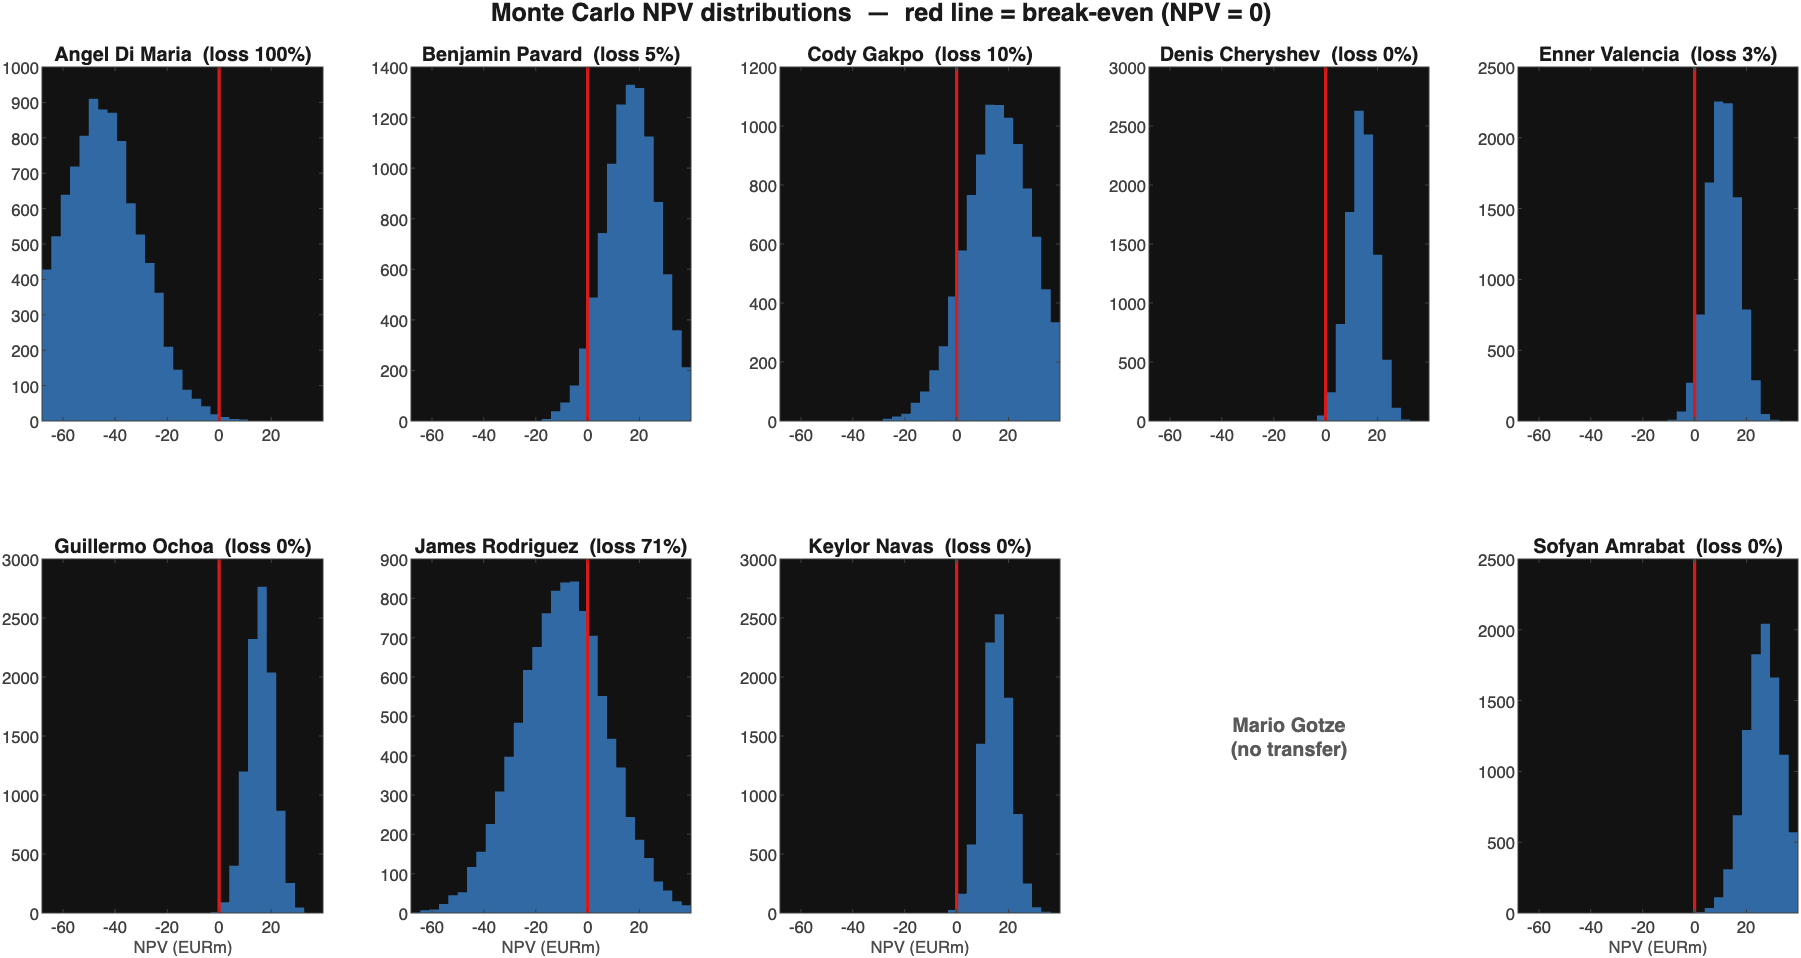 Monte Carlo NPV distributions — red line = break-even (NPV = 0)
Angel Di Maria (loss 100%)
1000
900
800
700
600
500
400
300
200
100
0
-60 -40 -20 0 20
Benjamin Pavard (loss 5%)
1400
1200
1000
800
600
400
200
0
-60 -40 -20 0 20
Cody Gakpo (loss 10%)
1200
1000
800
600
400
200
0
-60 -40 -20 0 20
Denis Cheryshev (loss 0%)
3000
2500
2000
1500
1000
500
0
-60 -40 -20 0 20
Enner Valencia (loss 3%)
2500
2000
1500
1000
500
0
-60 -40 -20 0 20
Guillermo Ochoa (loss 0%)
3000
2500
2000
1500
1000
500
0
-60 -40 -20 0 20
NPV (EURm)
James Rodriguez (loss 71%)
900
800
700
600
500
400
300
200
100
0
-60 -40 -20 0 20
NPV (EURm)
Keylor Navas (loss 0%)
3000
2500
2000
1500
1000
500
0
-60 -40 -20 0 20
NPV (EURm)
Mario Gotze
(no transfer)
Sofyan Amrabat (loss 0%)
2500
2000
1500
1000
500
0
-60 -40 -20 0 20
NPV (EURm)